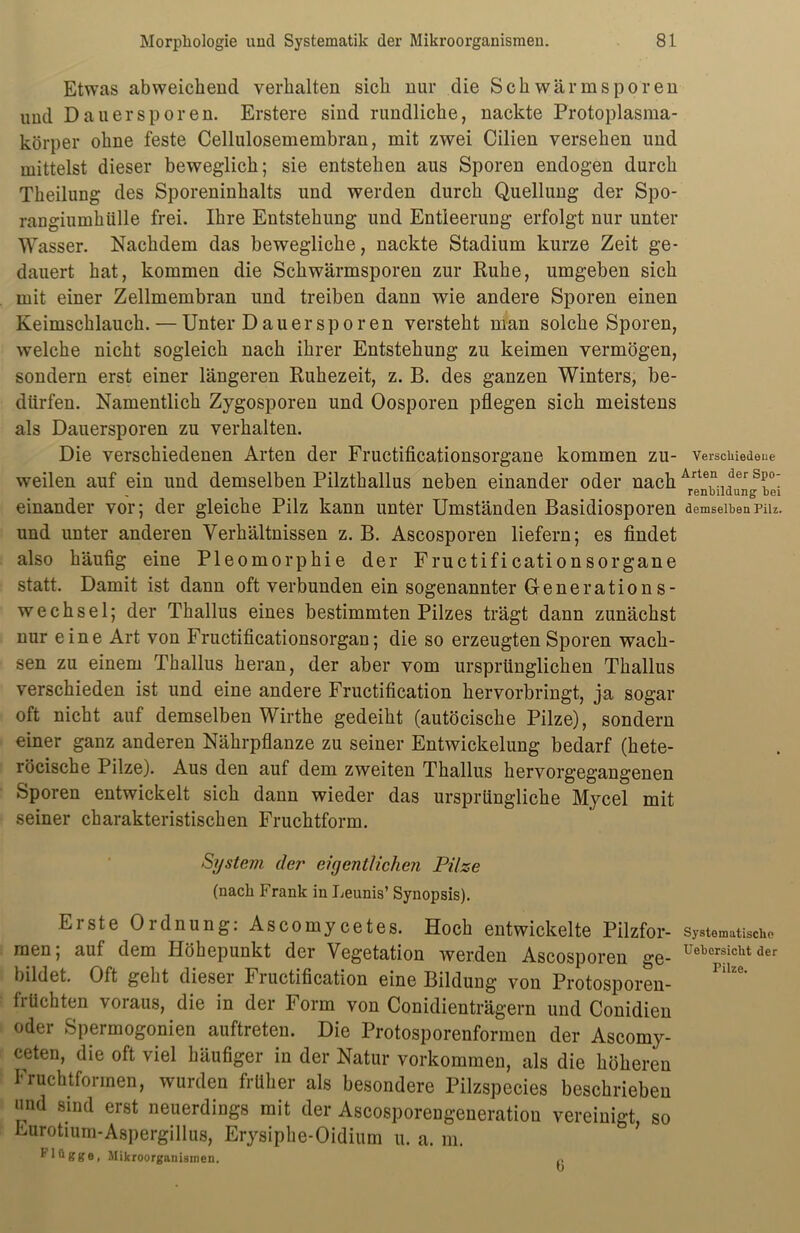 Morphologie und Systematik der Mikroorganismen. 81
Etwas abweichend verhalten sich nur die Schwärmsporen
und Dauersporen. Erstere sind rundliche, nackte Protoplasma-
körper ohne feste Cellulosemembran, mit zwei Cilien versehen und
mittelst dieser beweglich; sie entstehen aus Sporen endogen durch
Theilung des Sporeninhalts und werden durch Quellung der Spo-
rangiumhülle frei. Ihre Entstehung und Entleerung erfolgt nur unter
Wasser. Nachdem das bewegliche, nackte Stadium kurze Zeit ge-
dauert hat, kommen die Schwärmsporen zur Ruhe, umgeben sich
mit einer Zellmembran und treiben dann wie andere Sporen einen
Keimschlauch. — Unter Dauersporen versteht man solche Sporen,
welche nicht sogleich nach ihrer Entstehung zu keimen vermögen,
sondern erst einer längeren Ruhezeit, z. B. des ganzen Winters, be-
dürfen. Namentlich Zygosporen und Oosporen pflegen sich meistens
als Dauersporen zu verhalten.
Die verschiedenen Arten der Fructificationsorgane kommen zu-
weilen auf ein und demselben Pilzthallus neben einander oder nach
einander vor; der gleiche Pilz kann unter Umständen Basidiosporen
und unter anderen Verhältnissen z. B. Ascosporen liefern; es findet
also häufig eine Pleomorphie der Fructificationsorgane
statt. Damit ist dann oft verbunden ein sogenannter Generations-
wechsel; der Thallus eines bestimmten Pilzes trägt dann zunächst
nur eine Art von Fructificationsorgan; die so erzeugten Sporen wach-
sen zu einem Thallus heran, der aber vom ursprünglichen Thallus
verschieden ist und eine andere Fructification hervorbringt, ja sogar
oft nicht auf demselben Wirthe gedeiht (autöcische Pilze), sondern
einer ganz anderen Nährpflanze zu seiner Entwickelung bedarf (hete-
röcische Pilze). Aus den auf dem zweiten Thallus hervorgegangenen
Sporen entwickelt sich dann wieder das ursprüngliche Mycel mit
seiner charakteristischen Fruchtform.
Verschiedene
Arten der Spo-
renbildung bei
demselben Pilz.
System der eigentlichen Pilze
(nach Frank in Leunis' Synopsis).
Erste Ordnung: Ascomycetes. Hoch entwickelte Pilzfor-
men; auf dem Höhepunkt der Vegetation werden Ascosporen ge-
bildet. Oft geht dieser Fructification eine Bildung von Protosporen-
früchten voraus, die in der Form von Conidienträgern und Conidien
oder Spermogonien auftreten. Die Protosporenformen der Ascomy-
ceten, die oft viel häufiger in der Natur vorkommen, als die höheren
Fruchtformen, wurden früher als besondere Pilzspecies beschrieben
und sind erst neuerdings mit der Ascosporengeneration vereinigt, so
Eurotium-Aspergillus, Erysiphe-Oidium u. a. m.
Systematische
Uebersicht der
Pilze.
Flügge, Mikroorganismen. 6